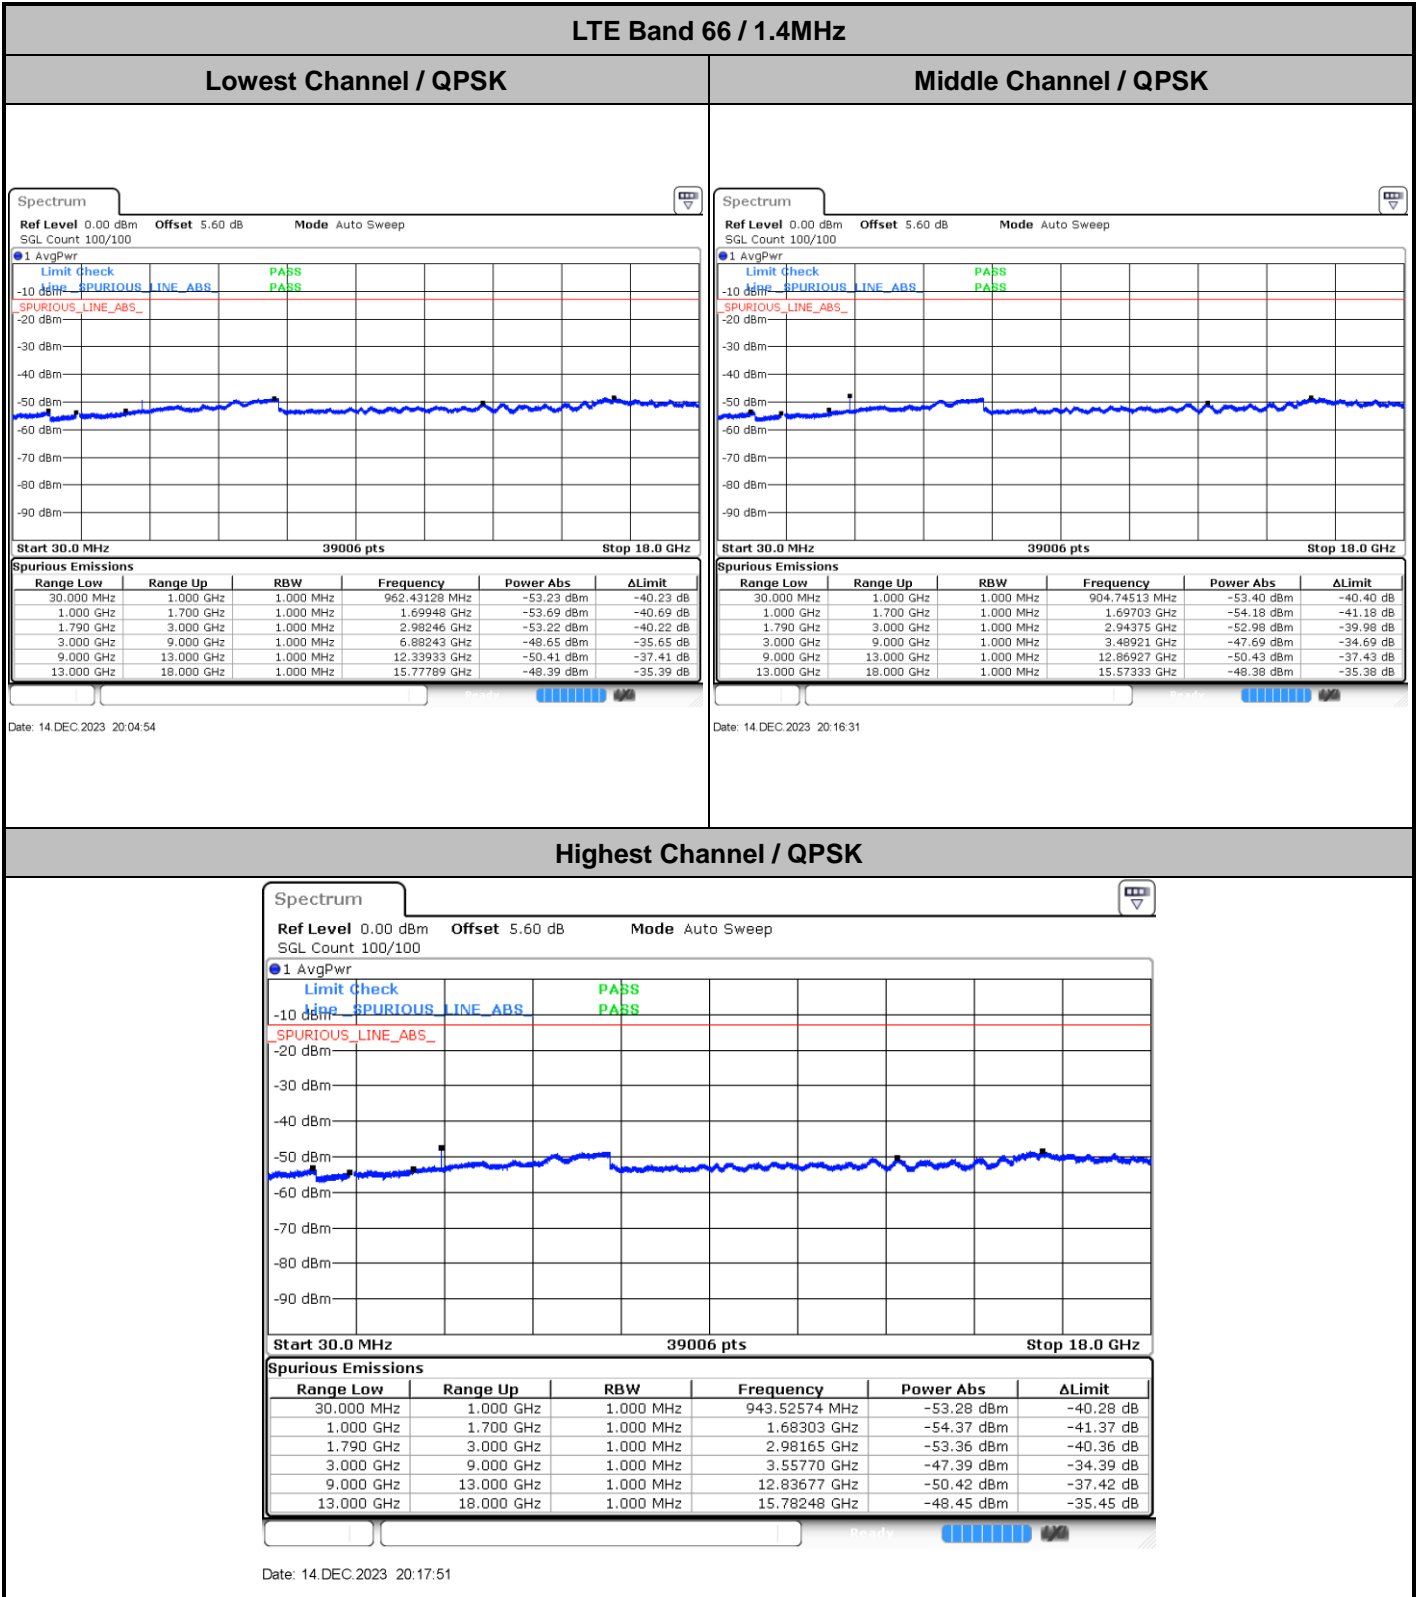 LTE Band 66 / 1.4MHz
Lowest Channel / QPSK
Middle Channel / QPSK
Spectrum
Ref Level 0.00 dBm Offset 5.60 dB Mode Auto Sweep
SGL Count 100/100
1 AvgPwr
Limit Check PASS
-10 dBm Line _SPURIOUS_LINE_ABS_ PASS
_SPURIOUS_LINE_ABS_
-20 dBm
-30 dBm
-40 dBm
-50 dBm
-60 dBm
-70 dBm
-80 dBm
-90 dBm
Start 30.0 MHz 39006 pts Stop 18.0 GHz
Spurious Emissions
Range Low Range Up RBW Frequency Power Abs ΔLimit
30.000 MHz 1.000 GHz 1.000 MHz 962.43128 MHz -53.23 dBm -40.23 dB
1.000 GHz 1.700 GHz 1.000 MHz 1.69948 GHz -53.69 dBm -40.69 dB
1.790 GHz 3.000 GHz 1.000 MHz 2.98246 GHz -53.22 dBm -40.22 dB
3.000 GHz 9.000 GHz 1.000 MHz 6.88243 GHz -48.65 dBm -35.65 dB
9.000 GHz 13.000 GHz 1.000 MHz 12.33933 GHz -50.41 dBm -37.41 dB
13.000 GHz 18.000 GHz 1.000 MHz 15.77789 GHz -48.39 dBm -35.39 dB
Ready
Date: 14.DEC.2023 20:04:54
Spectrum
Ref Level 0.00 dBm Offset 5.60 dB Mode Auto Sweep
SGL Count 100/100
1 AvgPwr
Limit Check PASS
-10 dBm Line _SPURIOUS_LINE_ABS_ PASS
_SPURIOUS_LINE_ABS_
-20 dBm
-30 dBm
-40 dBm
-50 dBm
-60 dBm
-70 dBm
-80 dBm
-90 dBm
Start 30.0 MHz 39006 pts Stop 18.0 GHz
Spurious Emissions
Range Low Range Up RBW Frequency Power Abs ΔLimit
30.000 MHz 1.000 GHz 1.000 MHz 904.74513 MHz -53.40 dBm -40.40 dB
1.000 GHz 1.700 GHz 1.000 MHz 1.69703 GHz -54.18 dBm -41.18 dB
1.790 GHz 3.000 GHz 1.000 MHz 2.94375 GHz -52.98 dBm -39.98 dB
3.000 GHz 9.000 GHz 1.000 MHz 3.48921 GHz -47.69 dBm -34.69 dB
9.000 GHz 13.000 GHz 1.000 MHz 12.86927 GHz -50.43 dBm -37.43 dB
13.000 GHz 18.000 GHz 1.000 MHz 15.57333 GHz -48.38 dBm -35.38 dB
Ready
Date: 14.DEC.2023 20:16:31
Highest Channel / QPSK
Spectrum
Ref Level 0.00 dBm Offset 5.60 dB Mode Auto Sweep
SGL Count 100/100
1 AvgPwr
Limit Check PASS
-10 dBm Line _SPURIOUS_LINE_ABS_ PASS
_SPURIOUS_LINE_ABS_
-20 dBm
-30 dBm
-40 dBm
-50 dBm
-60 dBm
-70 dBm
-80 dBm
-90 dBm
Start 30.0 MHz 39006 pts Stop 18.0 GHz
Spurious Emissions
Range Low Range Up RBW Frequency Power Abs ΔLimit
30.000 MHz 1.000 GHz 1.000 MHz 943.52574 MHz -53.28 dBm -40.28 dB
1.000 GHz 1.700 GHz 1.000 MHz 1.68303 GHz -54.37 dBm -41.37 dB
1.790 GHz 3.000 GHz 1.000 MHz 2.98165 GHz -53.36 dBm -40.36 dB
3.000 GHz 9.000 GHz 1.000 MHz 3.55770 GHz -47.39 dBm -34.39 dB
9.000 GHz 13.000 GHz 1.000 MHz 12.83677 GHz -50.42 dBm -37.42 dB
13.000 GHz 18.000 GHz 1.000 MHz 15.78248 GHz -48.45 dBm -35.45 dB
Ready
Date: 14.DEC.2023 20:17:51